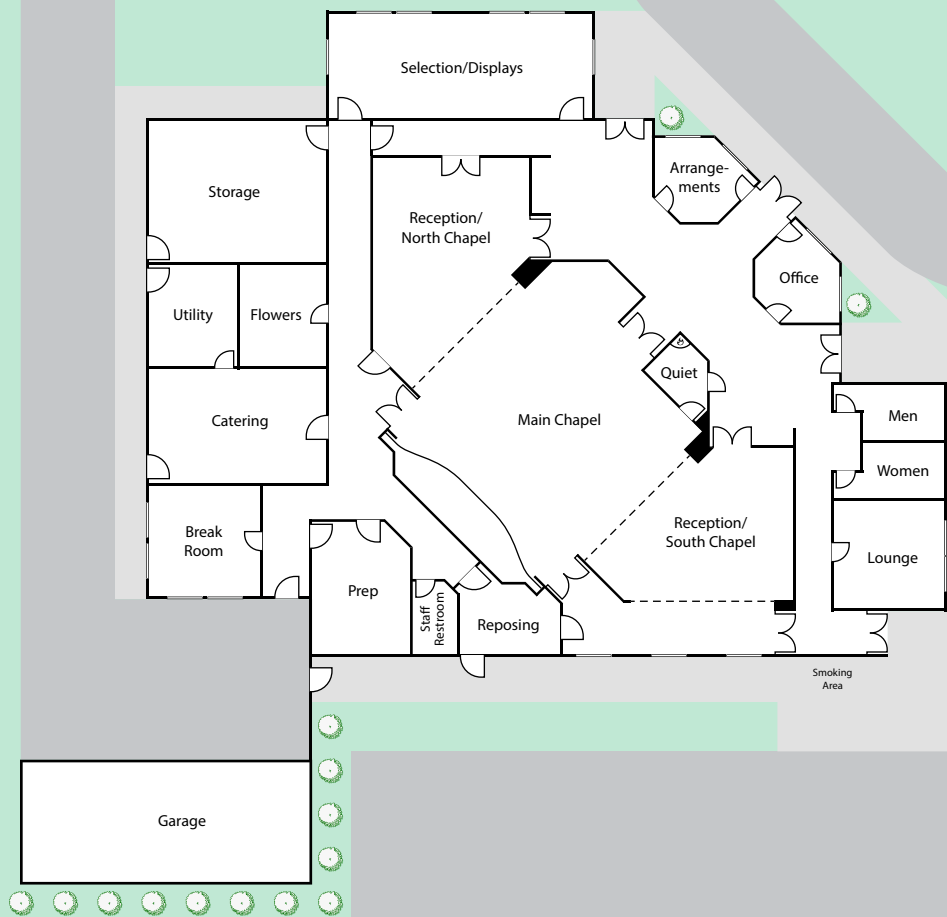 Selection/Displays
Arrange-
ments
Storage
Reception/
North Chapel
Office
Utility
Flowers
Quiet
Main Chapel
Catering
Men
Women
Break
Room
Reception/
South Chapel
Lounge
Prep
Staff
Restroom
Reposing
Smoking
Area
Garage